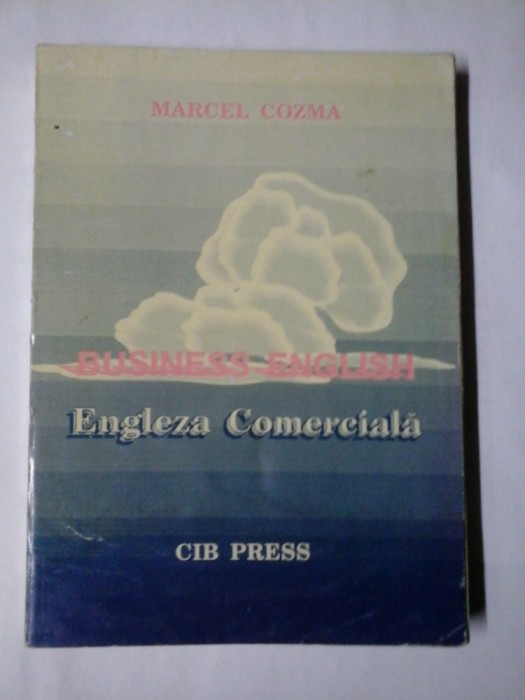 MARCEL COZMA
BUSINESS ENGLISH
Engleza Comercială
CIB PRESS